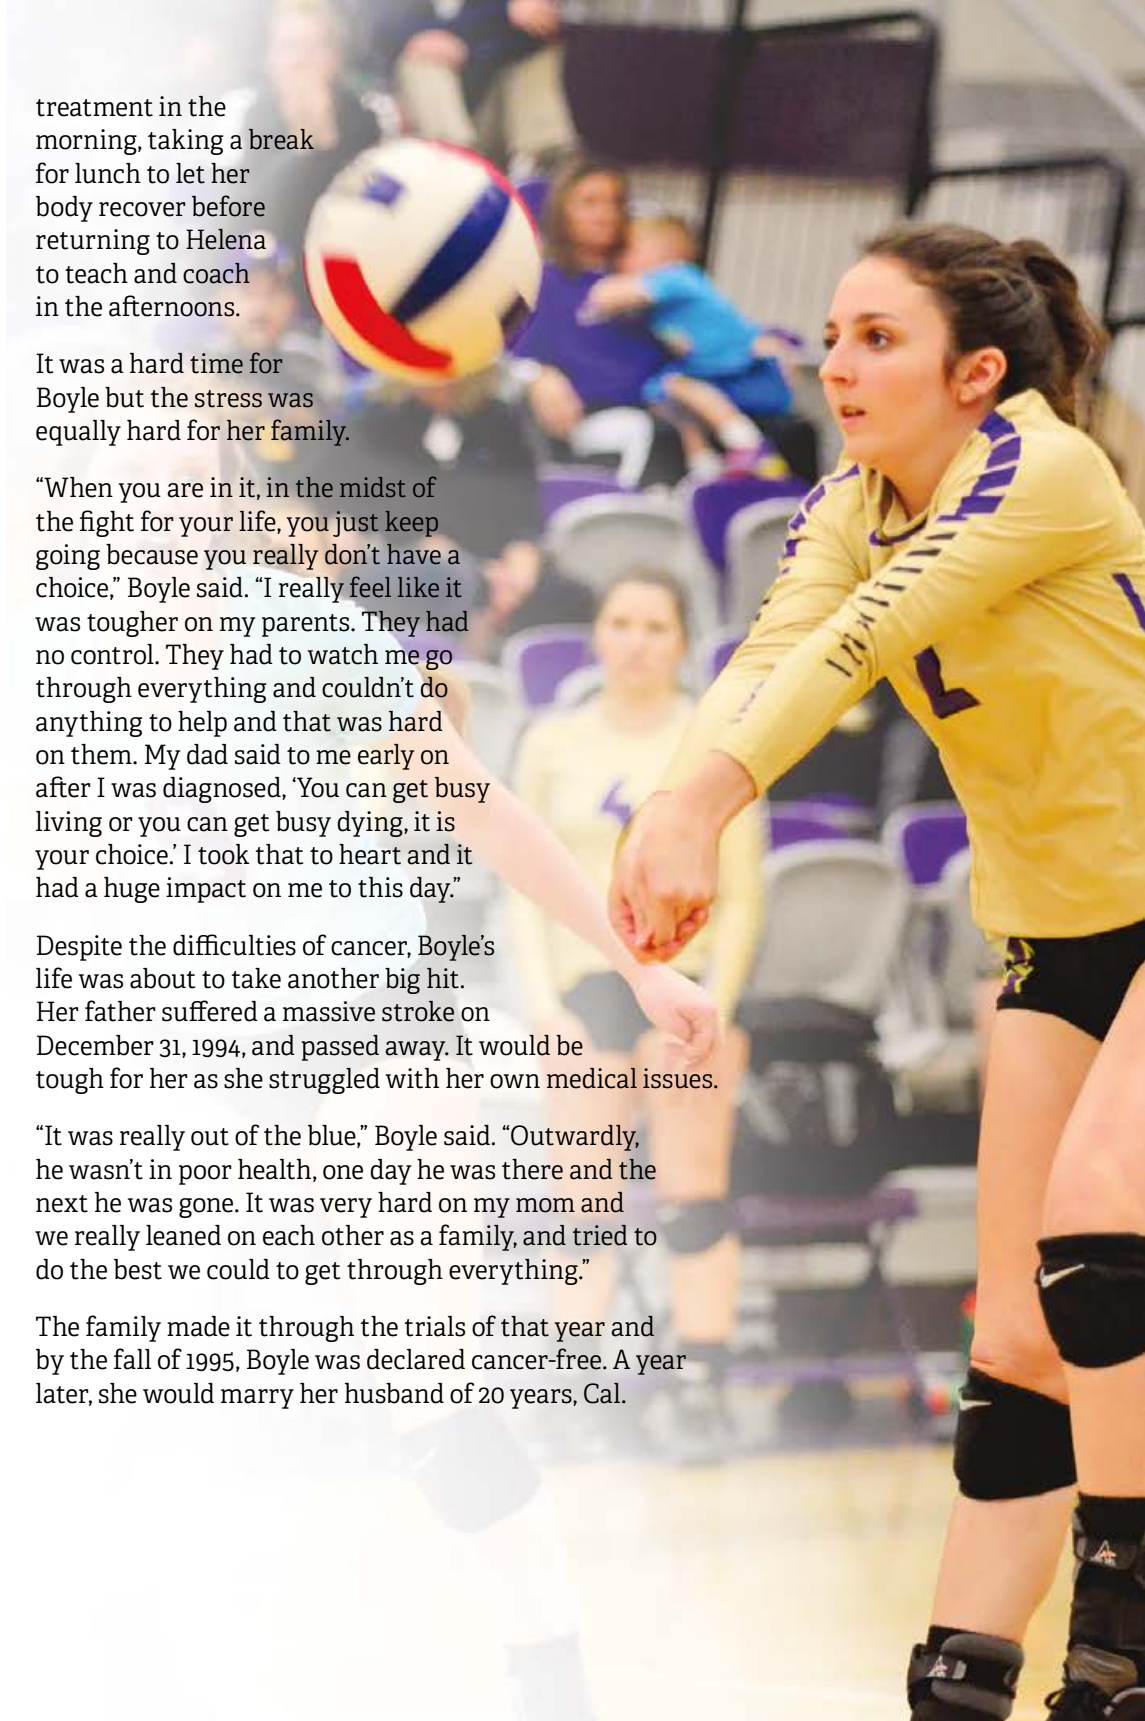 treatment in the
morning, taking a break
for lunch to let her
body recover before
returning to Helena
to teach and coach
in the afternoons.
It was a hard time for
Boyle but the stress was
equally hard for her family.
“When you are in it, in the midst of
the fight for your life, you just keep
going because you really don’t have a
choice,” Boyle said. “I really feel like it
was tougher on my parents. They had
no control. They had to watch me go
through everything and couldn’t do
anything to help and that was hard
on them. My dad said to me early on
after I was diagnosed, ‘You can get busy
living or you can get busy dying, it is
your choice.’ I took that to heart and it
had a huge impact on me to this day.”
Despite the difficulties of cancer, Boyle’s
life was about to take another big hit.
Her father suffered a massive stroke on
December 31, 1994, and passed away. It would be
tough for her as she struggled with her own medical issues.
“It was really out of the blue,” Boyle said. “Outwardly,
he wasn’t in poor health, one day he was there and the
next he was gone. It was very hard on my mom and
we really leaned on each other as a family, and tried to
do the best we could to get through everything.”
The family made it through the trials of that year and
by the fall of 1995, Boyle was declared cancer-free. A year
later, she would marry her husband of 20 years, Cal.